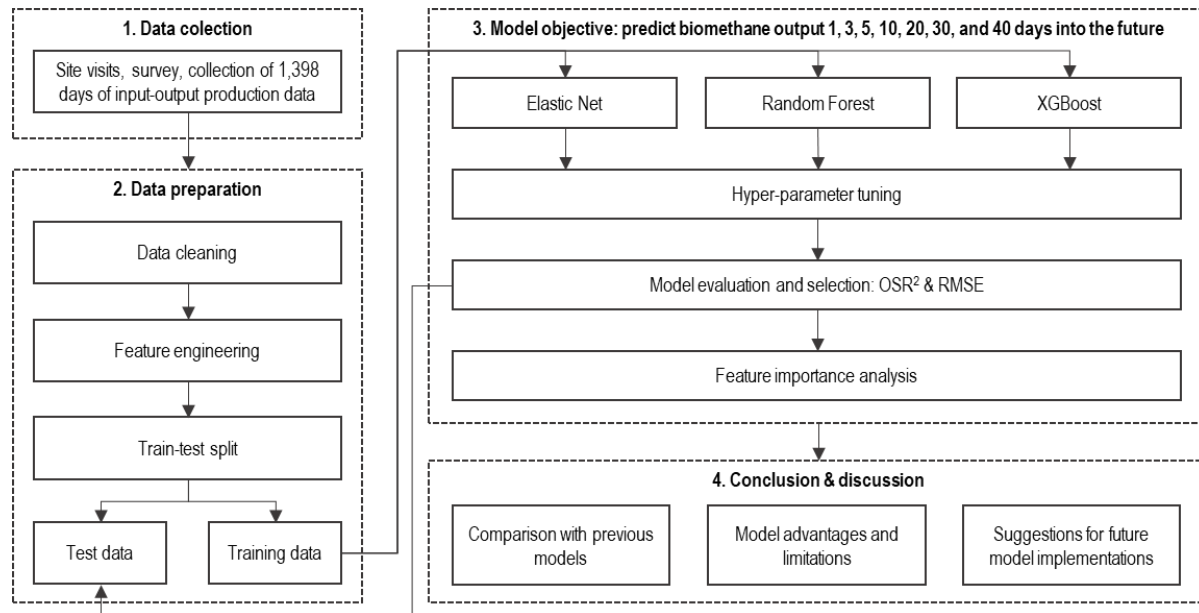 1. Data colection
Site visits, survey, collection of 1,398
days of input-output production data
2. Data preparation
Data cleaning
Feature engineering
Train-test split
Test data
Training data
3. Model objective: predict biomethane output 1, 3, 5, 10, 20, 30, and 40 days into the future
Elastic Net
Random Forest
XGBoost
Hyper-parameter tuning
Model evaluation and selection: OSR² & RMSE
Feature importance analysis
4. Conclusion & discussion
Comparison with previous
models
Model advantages and
limitations
Suggestions for future
model implementations